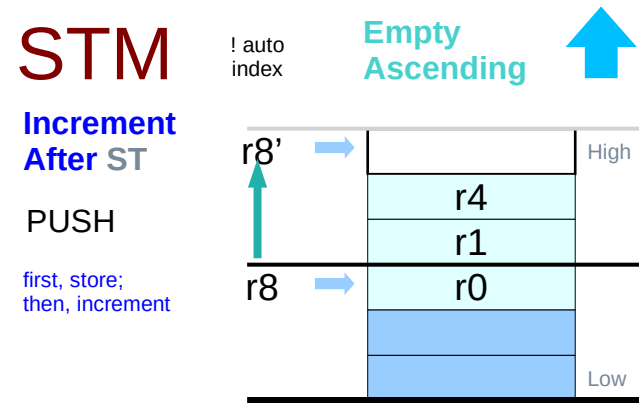 STM
! auto
index
Empty
Ascending
Increment
After ST
PUSH
first, store;
then, increment
r8’
High
r4
r1
r8
r0
Low